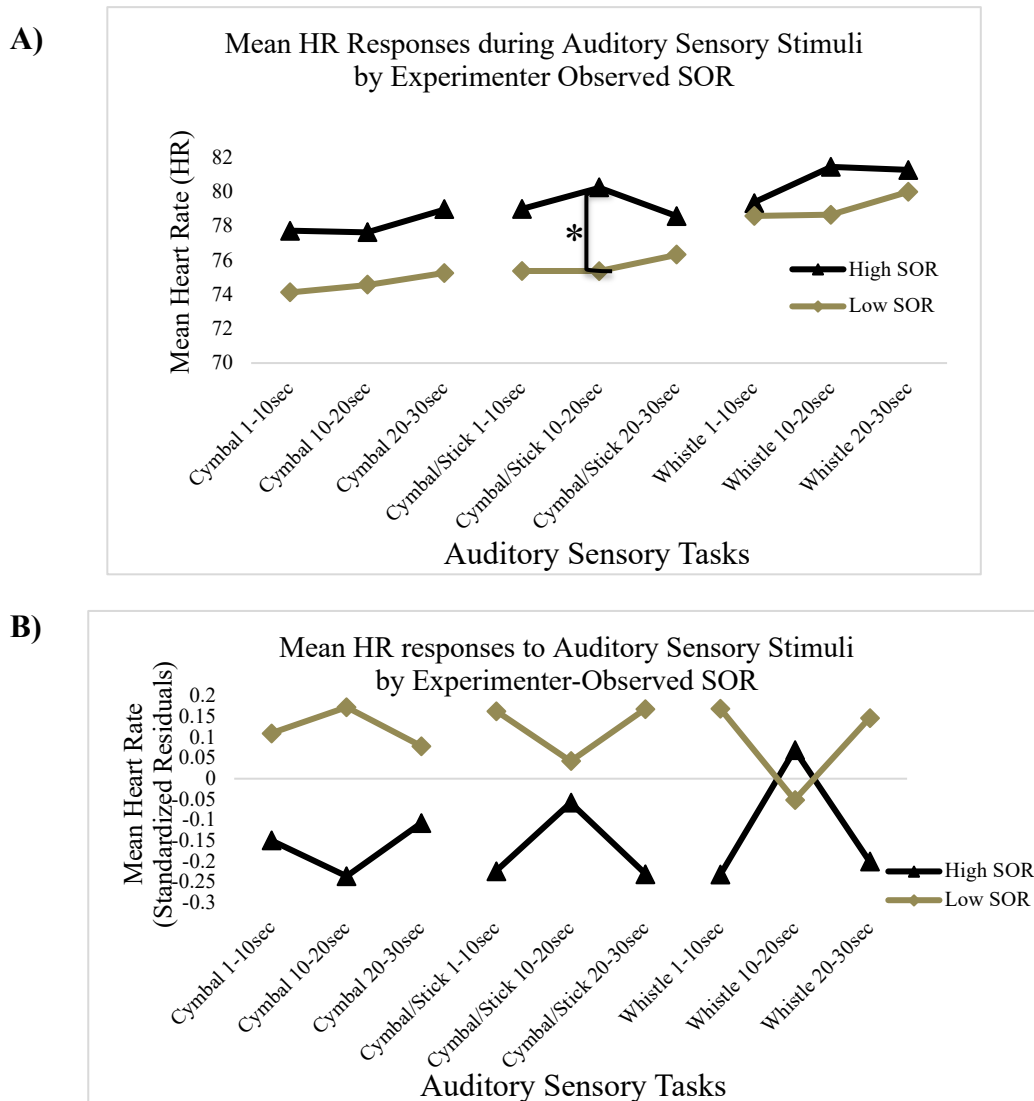 A)
Mean HR Responses during Auditory Sensory Stimuli
by Experimenter Observed SOR
Mean Heart Rate (HR)
82
80
78
76
74
72
70
*
High SOR
Low SOR
Cymbal 1-10sec
Cymbal 10-20sec
Cymbal 20-30sec
Cymbal/Stick 1-10sec
Cymbal/Stick 10-20sec
Cymbal/Stick 20-30sec
Whistle 1-10sec
Whistle 10-20sec
Whistle 20-30sec
Auditory Sensory Tasks
B)
Mean HR responses to Auditory Sensory Stimuli
by Experimenter-Observed SOR
Mean Heart Rate
(Standardized Residuals)
0.2
0.15
0.1
0.05
0
-0.05
-0.1
-0.15
-0.2
-0.25
-0.3
High SOR
Low SOR
Cymbal 1-10sec
Cymbal 10-20sec
Cymbal 20-30sec
Cymbal/Stick 1-10sec
Cymbal/Stick 10-20sec
Cymbal/Stick 20-30sec
Whistle 1-10sec
Whistle 10-20sec
Whistle 20-30sec
Auditory Sensory Tasks